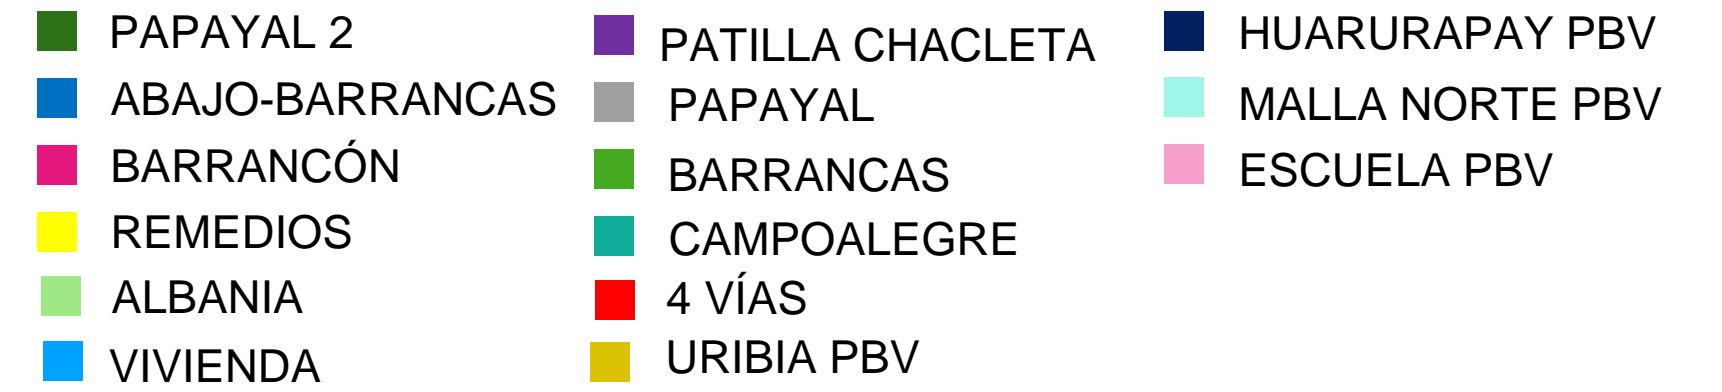 PAPAYAL 2
ABAJO-BARRANCAS
BARRANCÓN
REMEDIOS
ALBANIA
VIVIENDA
PATILLA CHACLETA
PAPAYAL
BARRANCAS
CAMPOALEGRE
4 VÍAS
URIBIA PBV
HUARURAPAY PBV
MALLA NORTE PBV
ESCUELA PBV